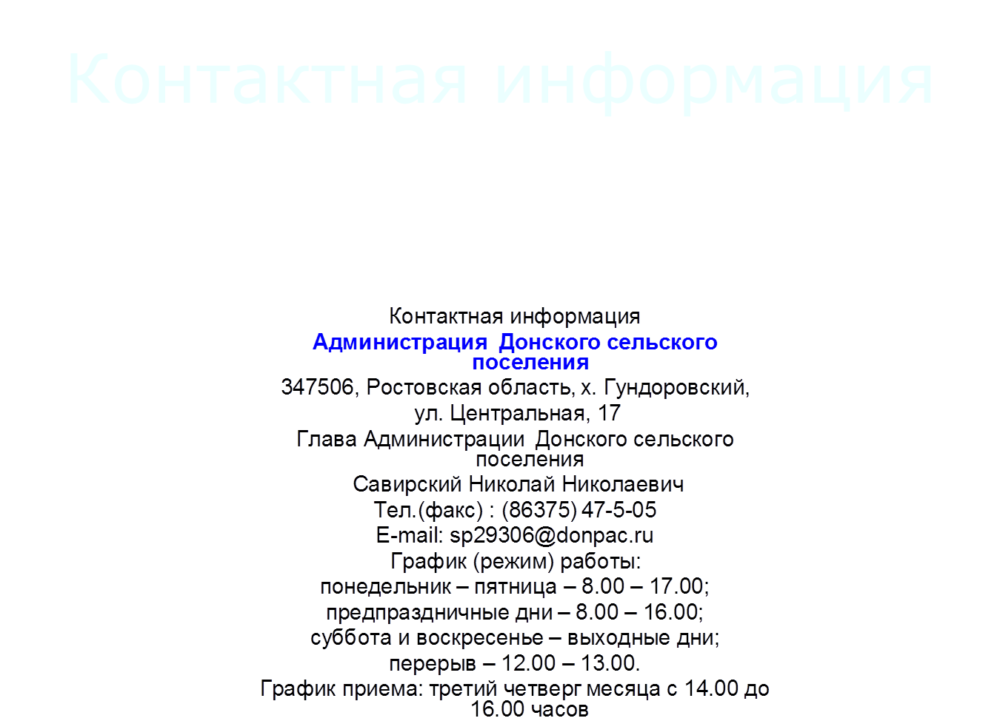 Контактная информация
Контактная информация
Администрация Донского сельского
поселения
347506, Ростовская область, х. Гундоровский,
ул. Центральная, 17
Глава Администрации Донского сельского
поселения
Савирский Николай Николаевич
Тел.(факс) : (86375) 47-5-05
E-mail: sp29306@donpac.ru
График (режим) работы:
понедельник – пятница – 8.00 – 17.00;
предпраздничные дни – 8.00 – 16.00;
суббота и воскресенье – выходные дни;
перерыв – 12.00 – 13.00.
График приема: третий четверг месяца с 14.00 до
16.00 часов